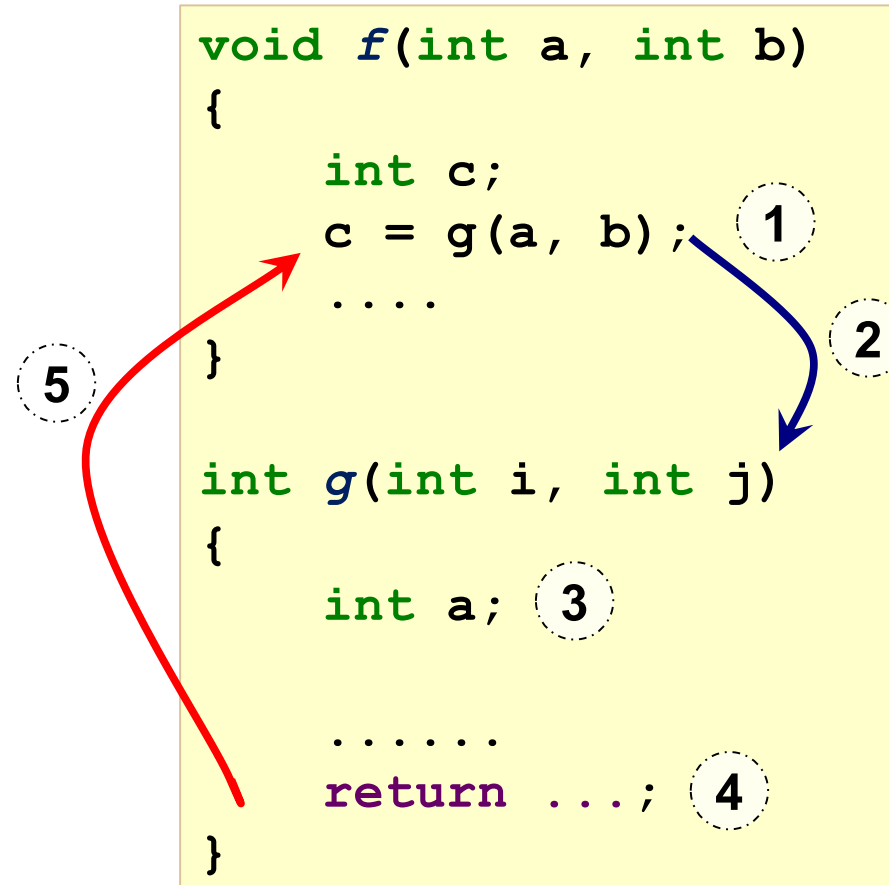 void f(int a, int b)
{
int c;
c = g(a, b);
1
....
2
}
5
int g(int i, int j)
{
int a;
3
......
return ...;
4
}